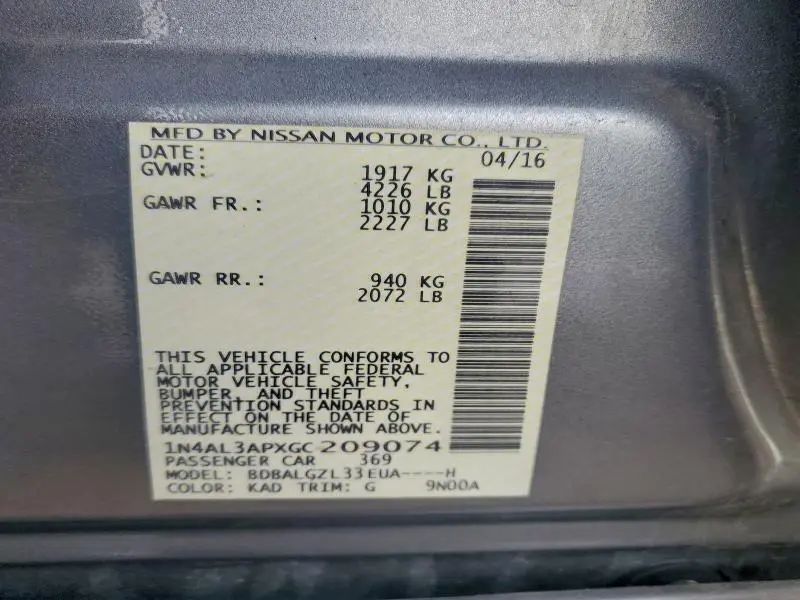 MFD BY NISSAN MOTOR CO., LTD.
DATE: 04/16
GVWR: 1917 KG
4226 LB
GAWR FR.: 1010 KG
2227 LB
GAWR RR.: 940 KG
2072 LB
THIS VEHICLE CONFORMS TO
ALL APPLICABLE FEDERAL
MOTOR VEHICLE SAFETY,
BUMPER, AND THEFT
PREVENTION STANDARDS IN
EFFECT ON THE DATE OF
MANUFACTURE SHOWN ABOVE.
1N4AL3APXGC209074
PASSENGER CAR 369
MODEL: BDBALGZL33EUA----H
COLOR: KAD TRIM: G 9N00A